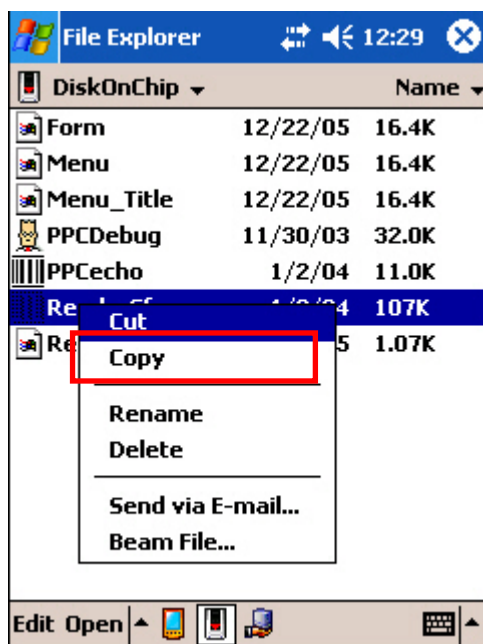 File Explorer 12:29
DiskOnChip Name
Form 12/22/05 16.4K
Menu 12/22/05 16.4K
Menu_Title 12/22/05 16.4K
PPCDebug 11/30/03 32.0K
PPCecho 1/2/04 11.0K
107K
1.07K
Cut
Copy
Rename
Delete
Send via E-mail...
Beam File...
Edit Open